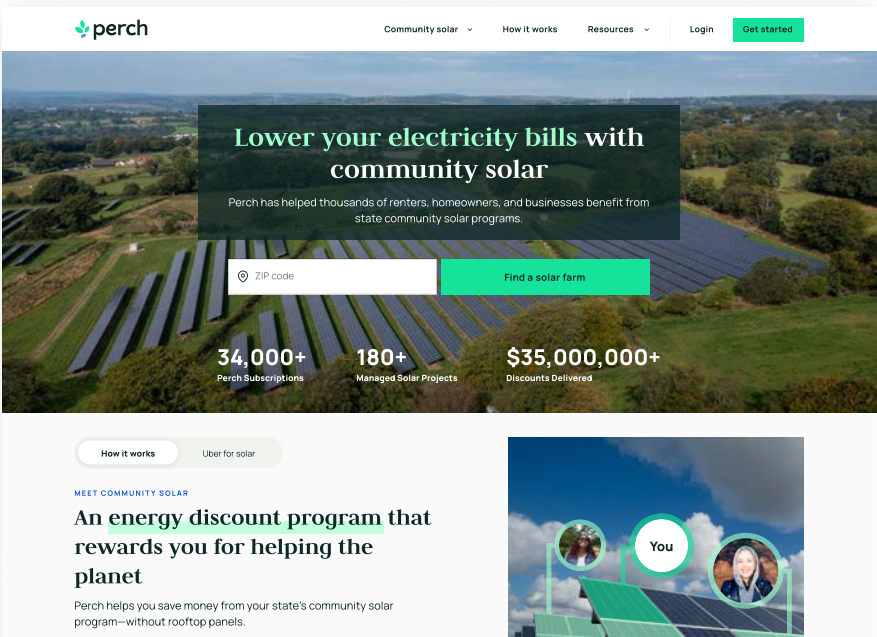 perch
Community solar
How it works
Resources
Login
Get started
Lower your electricity bills with
community solar
Perch has helped thousands of renters, homeowners, and businesses benefit from
state community solar programs.
ZIP code
Find a solar farm
34,000+
Perch Subscriptions
180+
Managed Solar Projects
$35,000,000+
Discounts Delivered
How it works
Uber for solar
MEET COMMUNITY SOLAR
An energy discount program that
rewards you for helping the
planet
Perch helps you save money from your state's community solar
program—without rooftop panels.
You